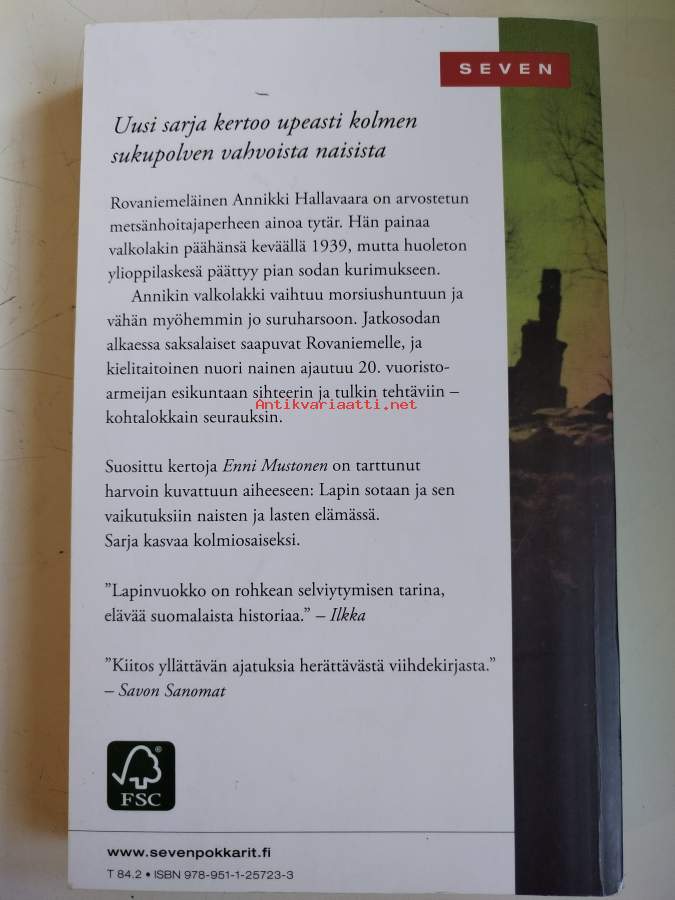 SEVEN
Uusi sarja kertoo upeasti kolmen
sukupolven vahvoista naisista
Rovaniemeläinen Annikki Hallavaara on arvostetun
metsänhoitajaperheen ainoa tytär. Hän painaa
valkolakin päähänsä keväällä 1939, mutta huoleton
ylioppilaskesä päättyy pian sodan kurimukseen.
Annikin valkolakki vaihtuu morsiushuntuun ja
vähän myöhemmin jo suruharsoon. Jatkosodan
alkaessa saksalaiset saapuvat Rovaniemelle, ja
kielitaitoinen nuori nainen ajautuu 20. vuoristo-
armeijan esikuntaan sihteerin ja tulkin tehtäviin –
Antikvariaatti.net
kohtalokkain seurauksin.
Suosittu kertoja Enni Mustonen on tarttunut
harvoin kuvattuun aiheeseen: Lapin sotaan ja sen
vaikutuksiin naisten ja lasten elämässä.
Sarja kasvaa kolmiosaiseksi.
”Lapinvuokko on rohkean selviytymisen tarina,
elävää suomalaista historiaa.” – Ilkka
”Kiitos yllättävän ajatuksia herättävästä viihdekirjasta.”
– Savon Sanomat
®
FSC
www.sevenpokkarit.fi
T 84.2 • ISBN 978-951-1-25723-3